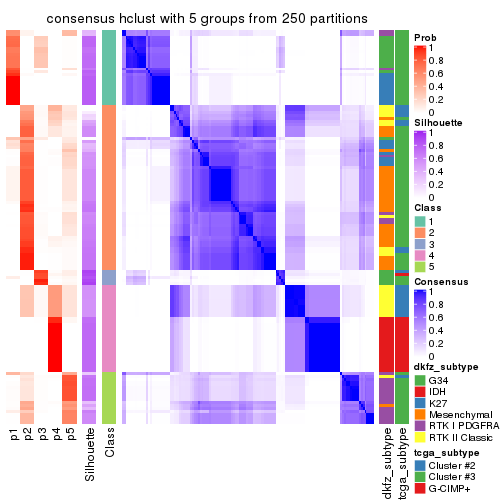 consensus hclust with 5 groups from 250 partitions
Prob
1
0.8
0.6
0.4
0.2
0
Silhouette
1
0.8
0.6
0.4
0.2
0
Class
1
2
3
4
5
Consensus
1
0.8
0.6
0.4
0.2
0
dkfz_subtype
G34
IDH
K27
Mesenchymal
RTK I PDGFRA
RTK II Classic
tcga_subtype
Cluster #2
Cluster #3
G-CIMP+
p1
p2
p3
p4
p5
Silhouette
Class
dkfz_subtype
tcga_subtype